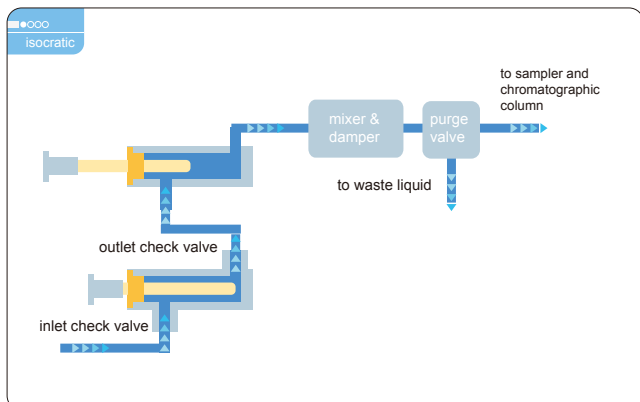 isocratic
to sampler and
chromatographic
column
mixer &
damper
purge
valve
to waste liquid
outlet check valve
inlet check valve